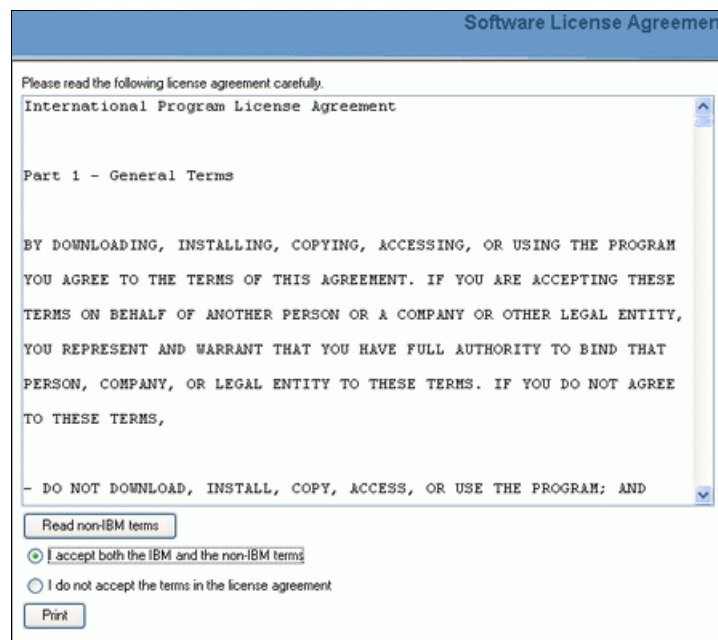 Software License Agreemen
Please read the following license agreement carefully.
International Program License Agreement
Part 1 - General Terms
BY DOWNLOADING, INSTALLING, COPYING, ACCESSING, OR USING THE PROGRAM
YOU AGREE TO THE TERMS OF THIS AGREEMENT. IF YOU ARE ACCEPTING THESE
TERMS ON BEHALF OF ANOTHER PERSON OR A COMPANY OR OTHER LEGAL ENTITY,
YOU REPRESENT AND WARRANT THAT YOU HAVE FULL AUTHORITY TO BIND THAT
PERSON, COMPANY, OR LEGAL ENTITY TO THESE TERMS. IF YOU DO NOT AGREE
TO THESE TERMS,
- DO NOT DOWNLOAD, INSTALL, COPY, ACCESS, OR USE THE PROGRAM; AND
Read non-IBM terms
I accept both the IBM and the non-IBM terms
I do not accept the terms in the license agreement
Print